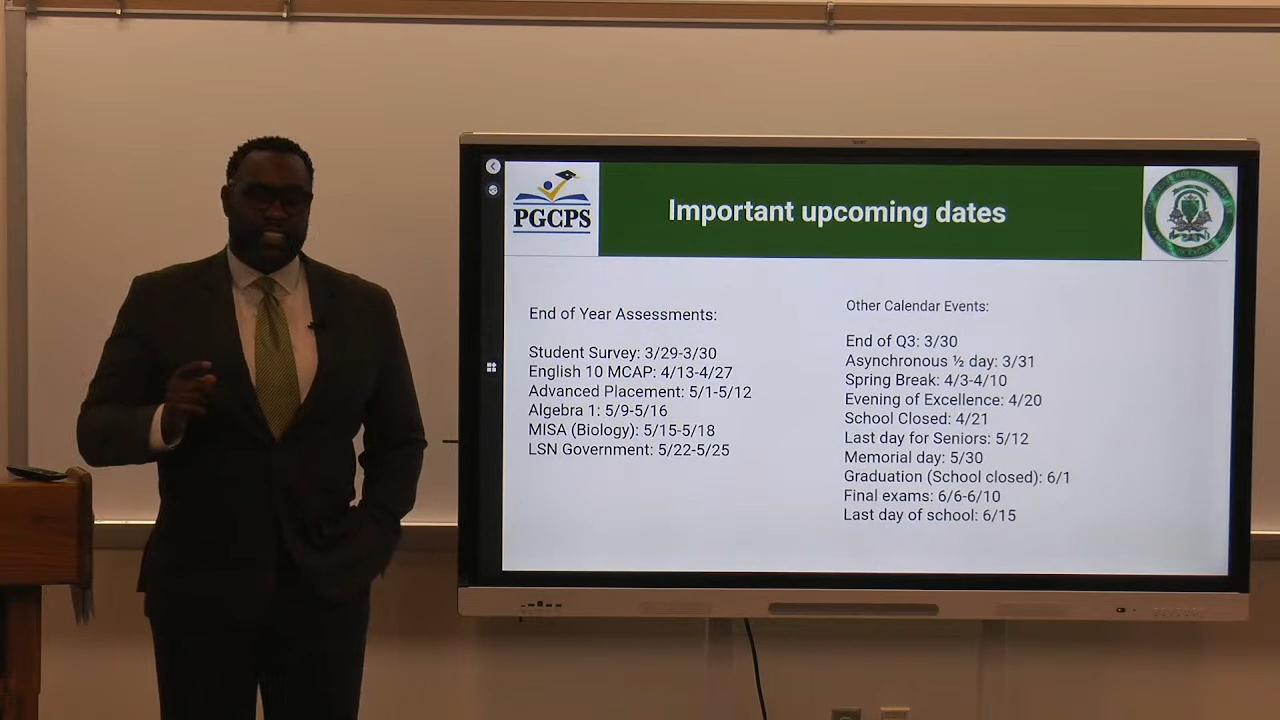 PGCPS
Important upcoming dates
End of Year Assessments:
Student Survey: 3/29-3/30
English 10 MCAP: 4/13-4/27
Advanced Placement: 5/1-5/12
Algebra 1: 5/9-5/16
MISA (Biology): 5/15-5/18
LSN Government: 5/22-5/25
Other Calendar Events:
End of Q3: 3/30
Asynchronous ½ day: 3/31
Spring Break: 4/3-4/10
Evening of Excellence: 4/20
School Closed: 4/21
Last day for Seniors: 5/12
Memorial day: 5/30
Graduation (School closed): 6/1
Final exams: 6/6-6/10
Last day of school: 6/15